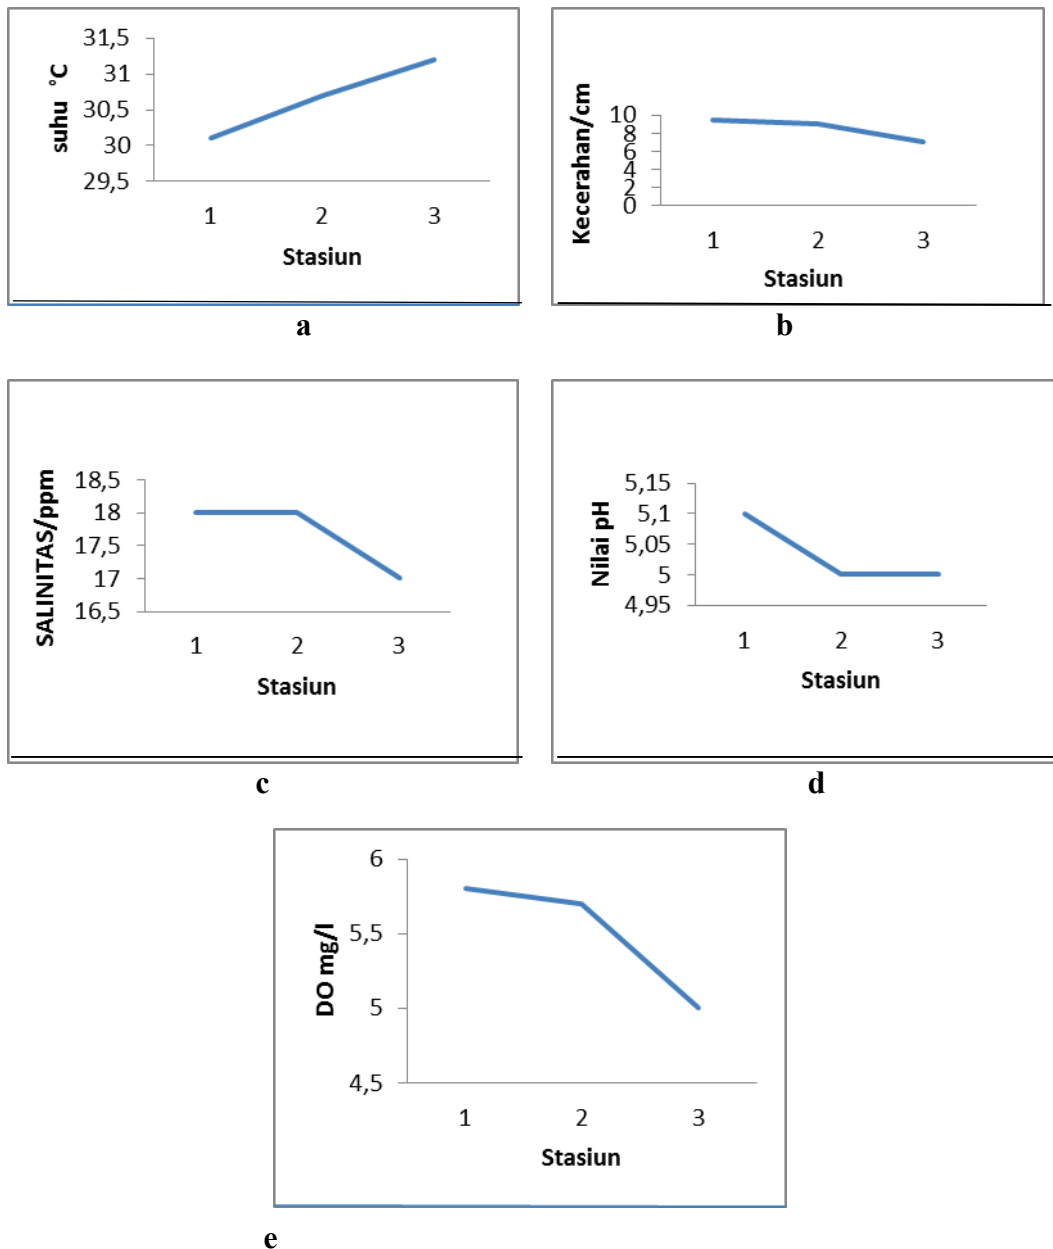 31,5
31
30,5
30
29,5
suhu °C
1 2 3
Stasiun
a
10
8
6
4
2
0
Kecerahan/cm
1 2 3
Stasiun
b
18,5
18
17,5
17
16,5
SALINITAS/ppm
1 2 3
Stasiun
c
5,15
5,1
5,05
5
4,95
Nilai pH
1 2 3
Stasiun
d
6
5,5
5
4,5
DO mg/l
1 2 3
Stasiun
e